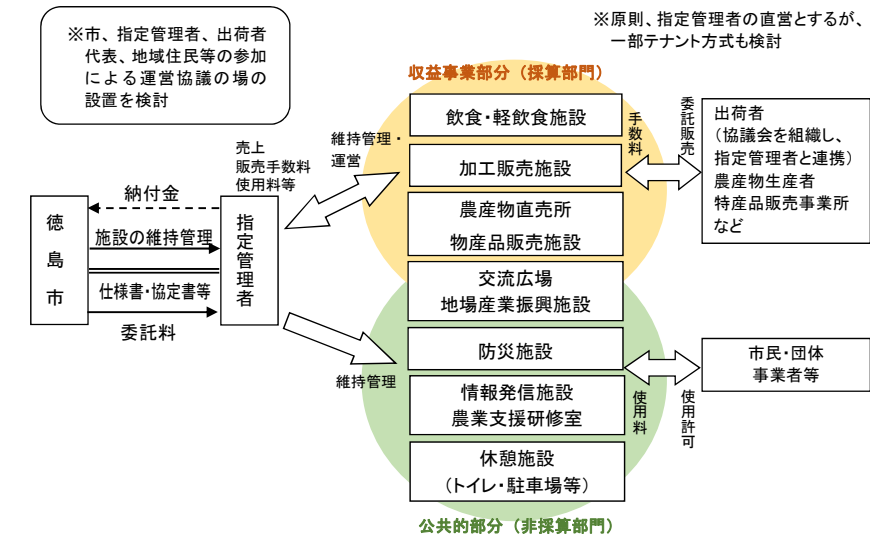 ※市、指定管理者、出荷者
代表、地域住民等の参加
による運営協議の場の
設置を検討
※原則、指定管理者の直営とするが、
一部テナント方式も検討
収益事業部分（採算部門）
飲食・軽飲食施設
加工販売施設
農産物直売所
物産品販売施設
交流広場
地場産業振興施設
防災施設
情報発信施設
農業支援研修室
休憩施設
（トイレ・駐車場等）
公共的部分（非採算部門）
徳島市
納付金
施設の維持管理
仕様書・協定書等
委託料
指定管理者
売上
販売手数料
使用料等
維持管理・
運営
維持管理
手数料
委託販売
出荷者
（協議会を組織し、
指定管理者と連携）
農産物生産者
特産品販売事業所
など
使用料
使用許可
市民・団体
事業者等